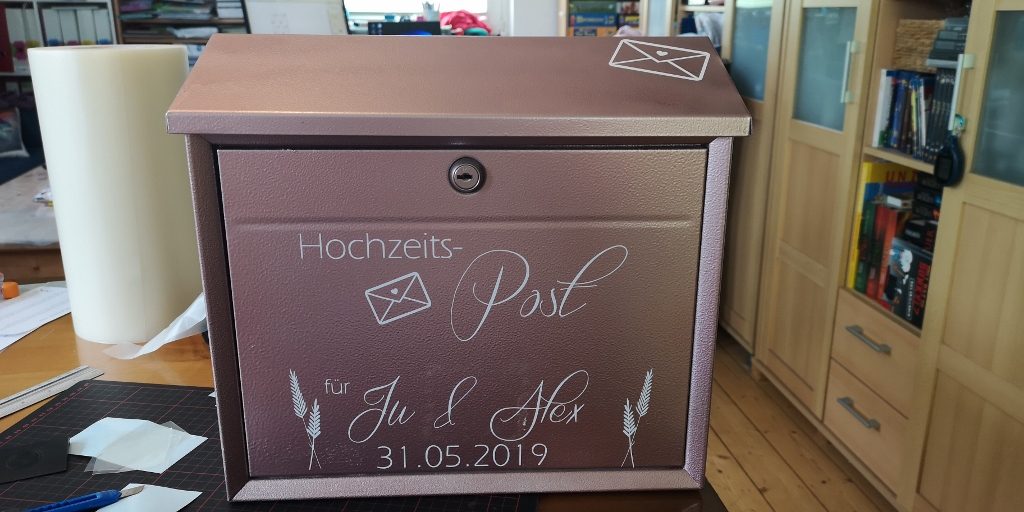 Hochzeits-
Post
für Ju & Alex
31.05.2019